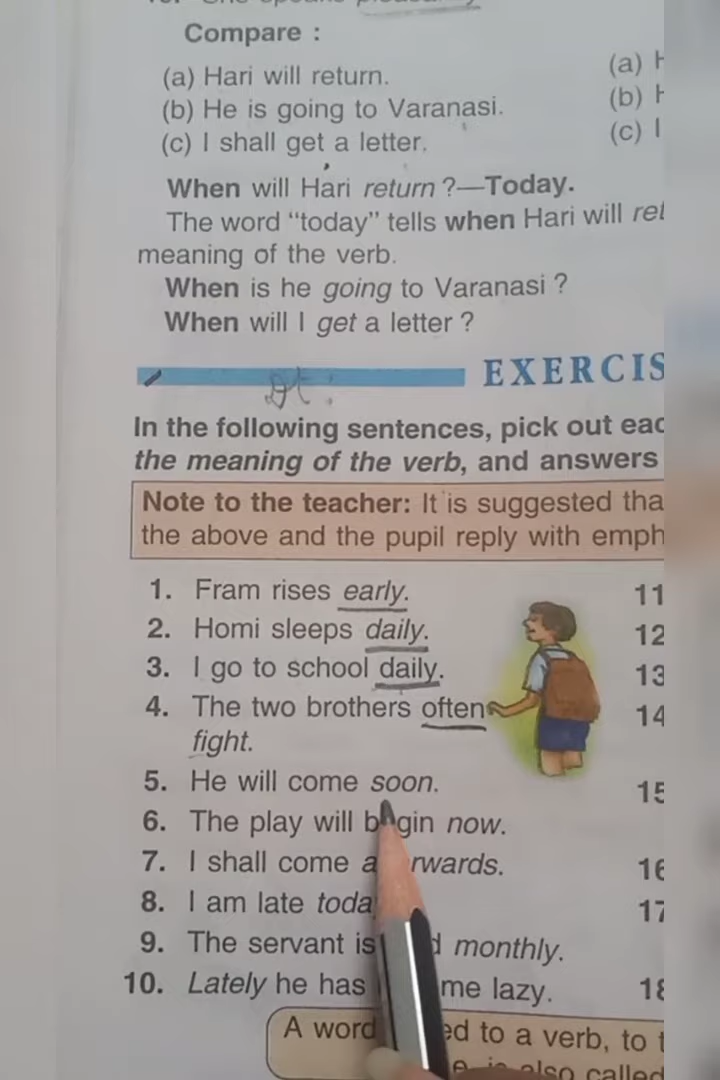 Compare :
(a) Hari will return.
(a) H
(b) He is going to Varanasi.
(b) H
(c) I shall get a letter.
(c) I
When will Hari return ?—Today.
The word “today” tells when Hari will ret
meaning of the verb.
When is he going to Varanasi ?
When will I get a letter ?
EXERCIS
In the following sentences, pick out eac
the meaning of the verb, and answers
Note to the teacher: It is suggested tha
the above and the pupil reply with emph
1. Fram rises early.
11
2. Homi sleeps daily.
12
3. I go to school daily.
13
4. The two brothers often
14
fight.
5. He will come soon.
15
6. The play will b gin now.
7. I shall come a rwards.
16
8. I am late toda
17
9. The servant is d monthly.
10. Lately he has me lazy.
18
A word ed to a verb, to t
is also called